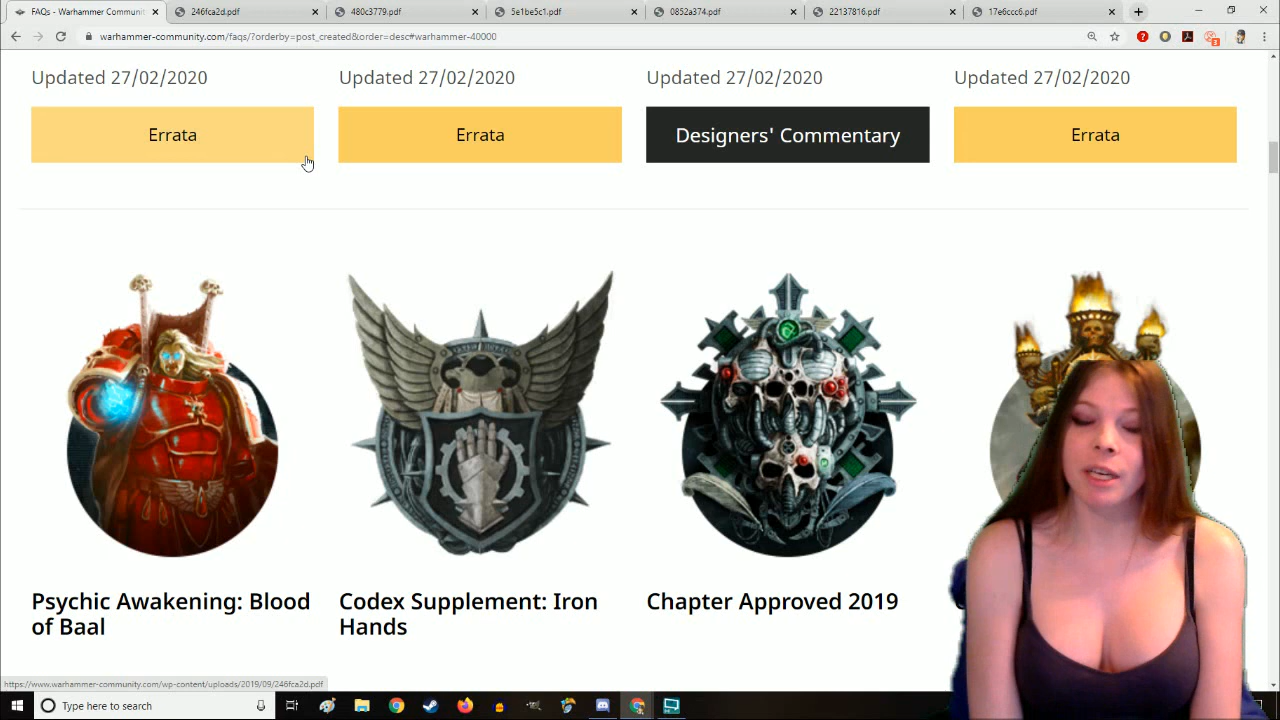 FAQs - Warhammer Communit
246fca2d.pdf
480c3779.pdf
5e1be5c1.pdf
0852a374.pdf
22137816.pdf
17e6ccc6.pdf
warhammer-community.com/faqs/?orderby=post_created&order=desc#warhammer-40000
Updated 27/02/2020
Updated 27/02/2020
Updated 27/02/2020
Updated 27/02/2020
Errata
Errata
Designers' Commentary
Errata
Psychic Awakening: Blood
of Baal
Codex Supplement: Iron
Hands
Chapter Approved 2019
https://www.warhammer-community.com/wp-content/uploads/2019/09/246fca2d.pdf
Type here to search